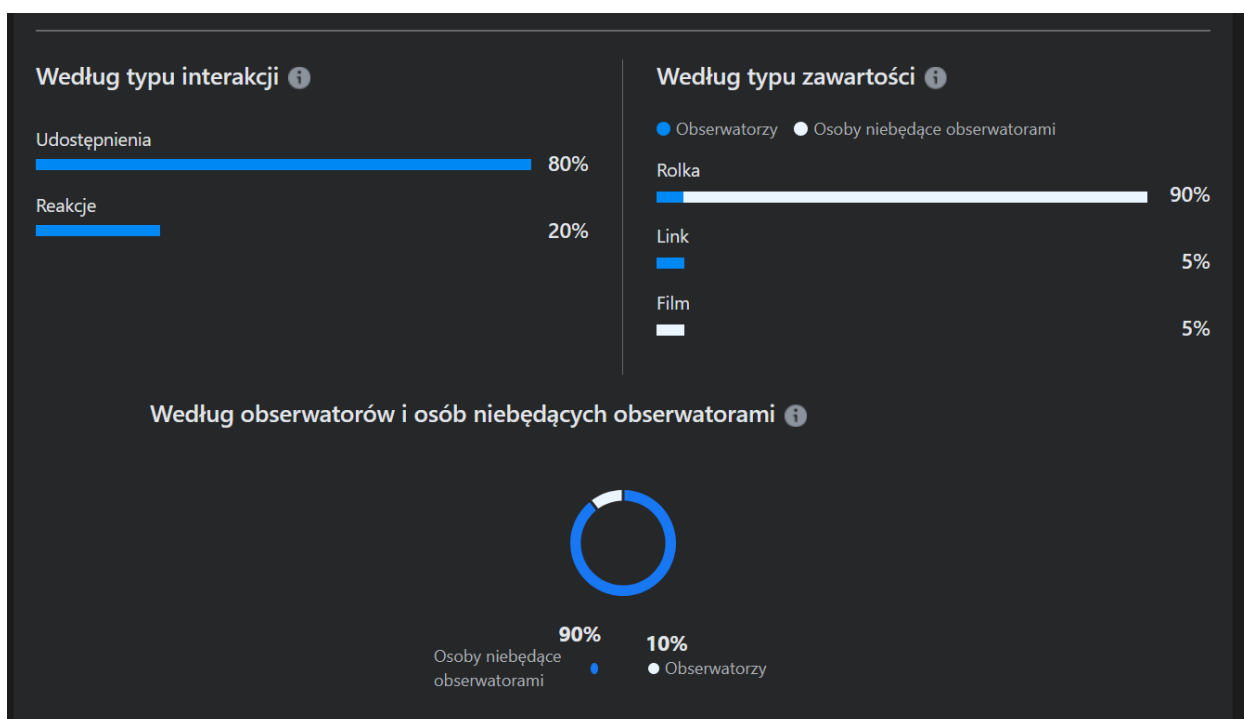 Według typu interakcji
Udostępnienia
80%
Reakcje
20%
Według typu zawartości
Obserwatorzy Osoby niebędące obserwatorami
Rolka
90%
Link
5%
Film
5%
Według obserwatorów i osób niebędących obserwatorami
90%
Osoby niebędące
obserwatorami
10%
Obserwatorzy